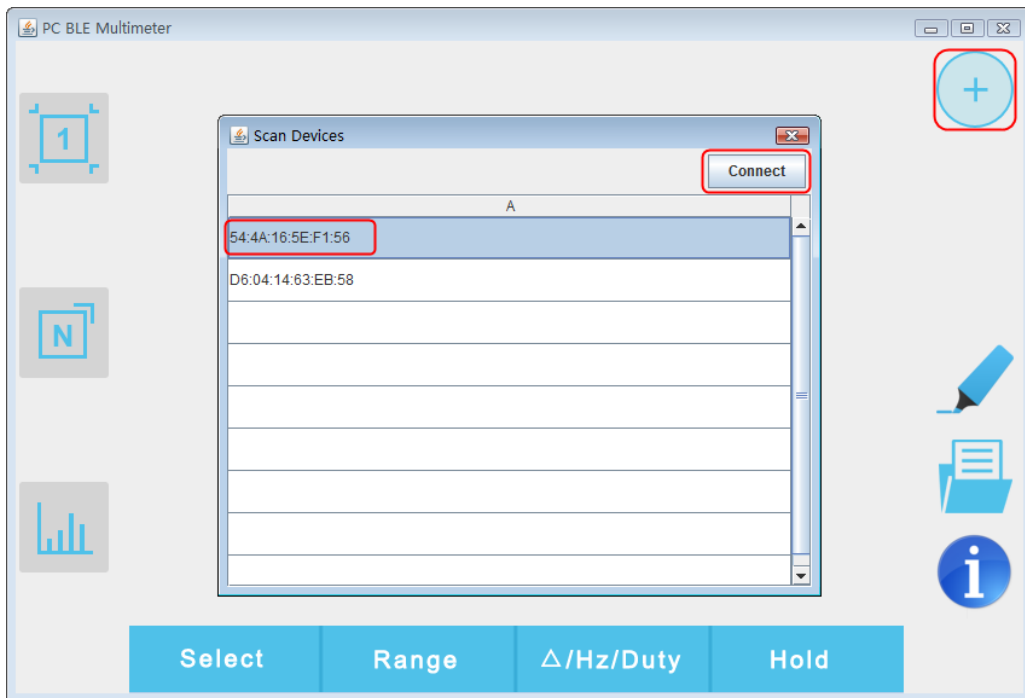 PC BLE Multimeter
+
1
Scan Devices
Connect
A
54:4A:16:5E:F1:56
D6:04:14:63:EB:58
N
i
Select Range △/Hz/Duty Hold